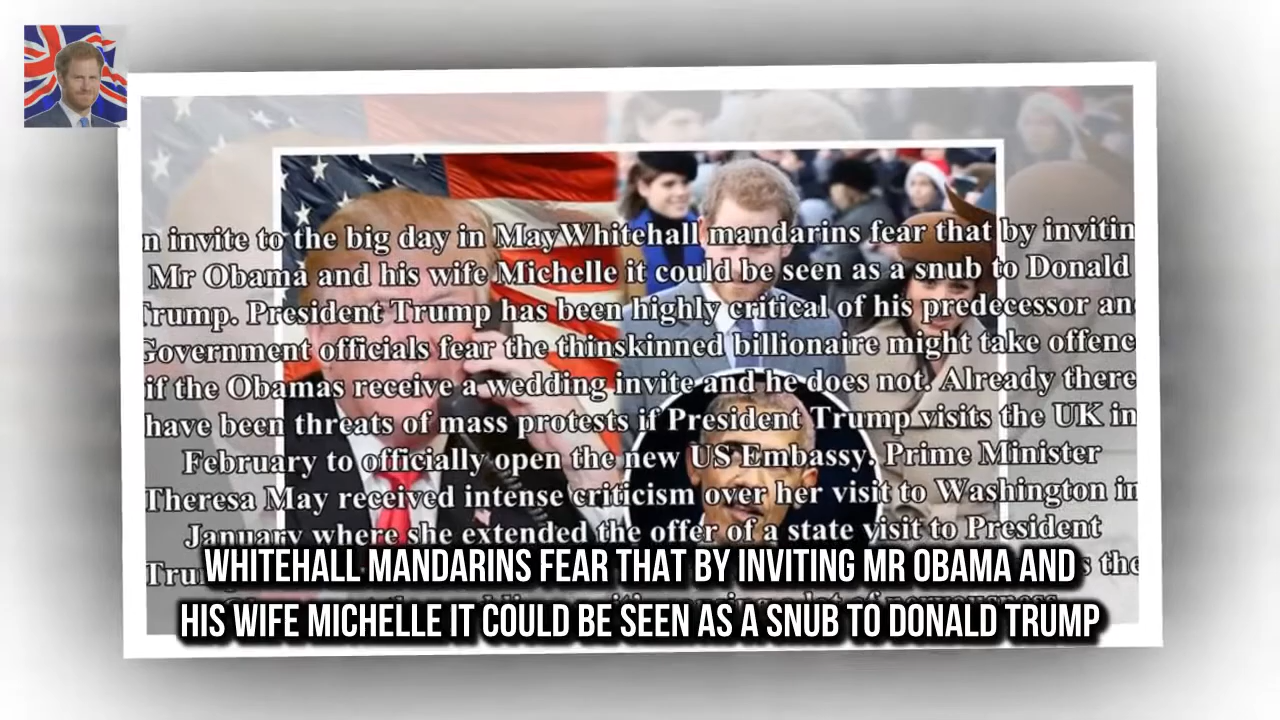 n invite to the big day in MayWhitehall mandarins fear that by invitin
Mr Obama and his wife Michelle it could be seen as a snub to Donald
Trump. President Trump has been highly critical of his predecessor an
Government officials fear the thinskinned billionaire might take offenc
if the Obamas receive a wedding invite and he does not. Already there
have been threats of mass protests if President Trump visits the UK in
February to officially open the new US Embassy. Prime Minister
Theresa May received intense criticism over her visit to Washington in
January where she extended the offer of a state visit to President
Tru
s the
WHITEHALL MANDARINS FEAR THAT BY INVITING MR OBAMA AND
HIS WIFE MICHELLE IT COULD BE SEEN AS A SNUB TO DONALD TRUMP